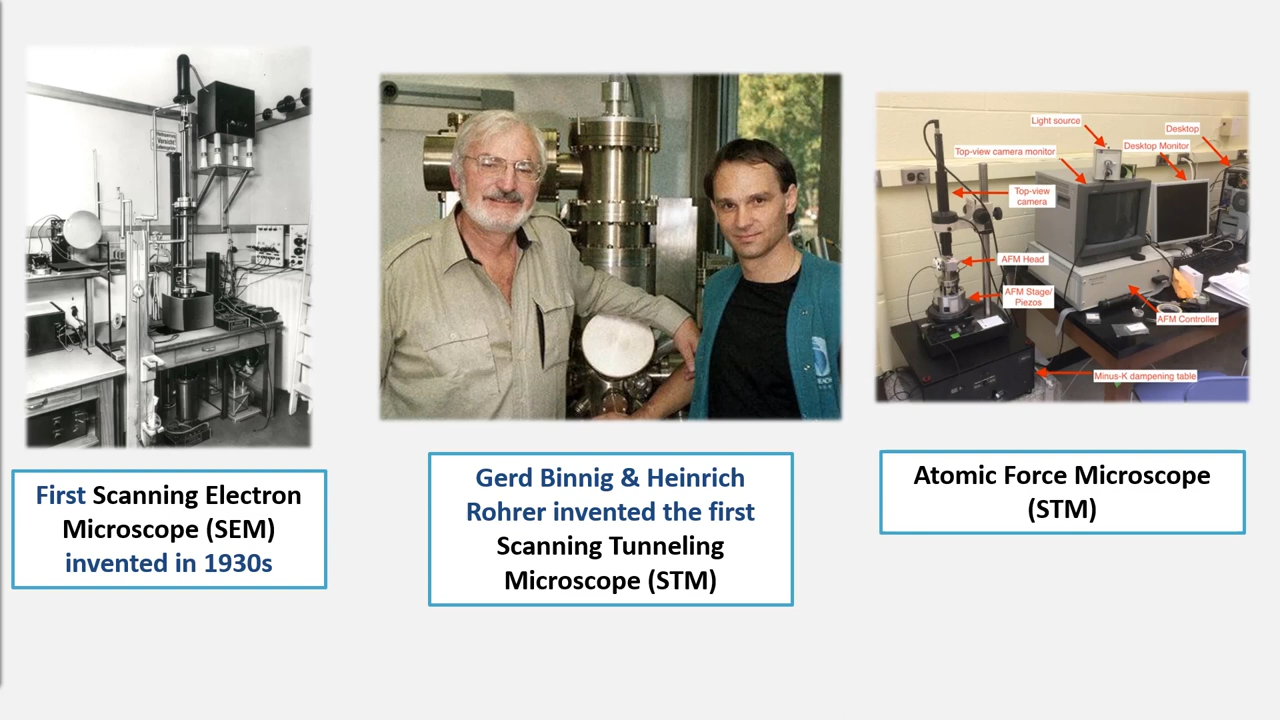 Vorsicht
First Scanning Electron
Microscope (SEM)
invented in 1930s
Gerd Binnig & Heinrich
Rohrer invented the first
Scanning Tunneling
Microscope (STM)
Light source
Desktop
Top-view camera monitor
Desktop Monitor
Top-view
camera
AFM Head
AFM Stage/
Piezos
AFM Controller
Minus-K dampening table
Atomic Force Microscope
(STM)